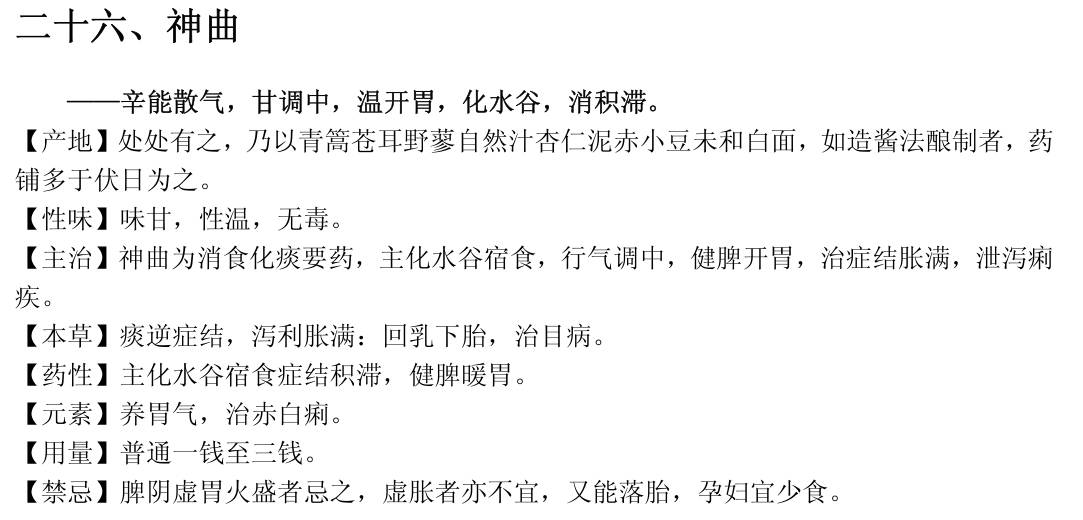 二十六、神曲
——辛能散气，甘调中，温开胃，化水谷，消积滞。
【产地】处处有之，乃以青篙苍耳野蓼自然汁杏仁泥赤小豆未和白面，如造酱法酿制者，药
铺多于伏日为之。
【性味】味甘，性温，无毒。
【主治】神曲为消食化痰要药，主化水谷宿食，行气调中，健脾开胃，治症结胀满，泄泻痢
疾。
【本草】痰逆症结，泻利胀满：回乳下胎，治目病。
【药性】主化水谷宿食症结积滞，健脾暖胃。
【元素】养胃气，治赤白痢。
【用量】普通一钱至三钱。
【禁忌】脾阴虚胃火盛者忌之，虚胀者亦不宜，又能落胎，孕妇宜少食。